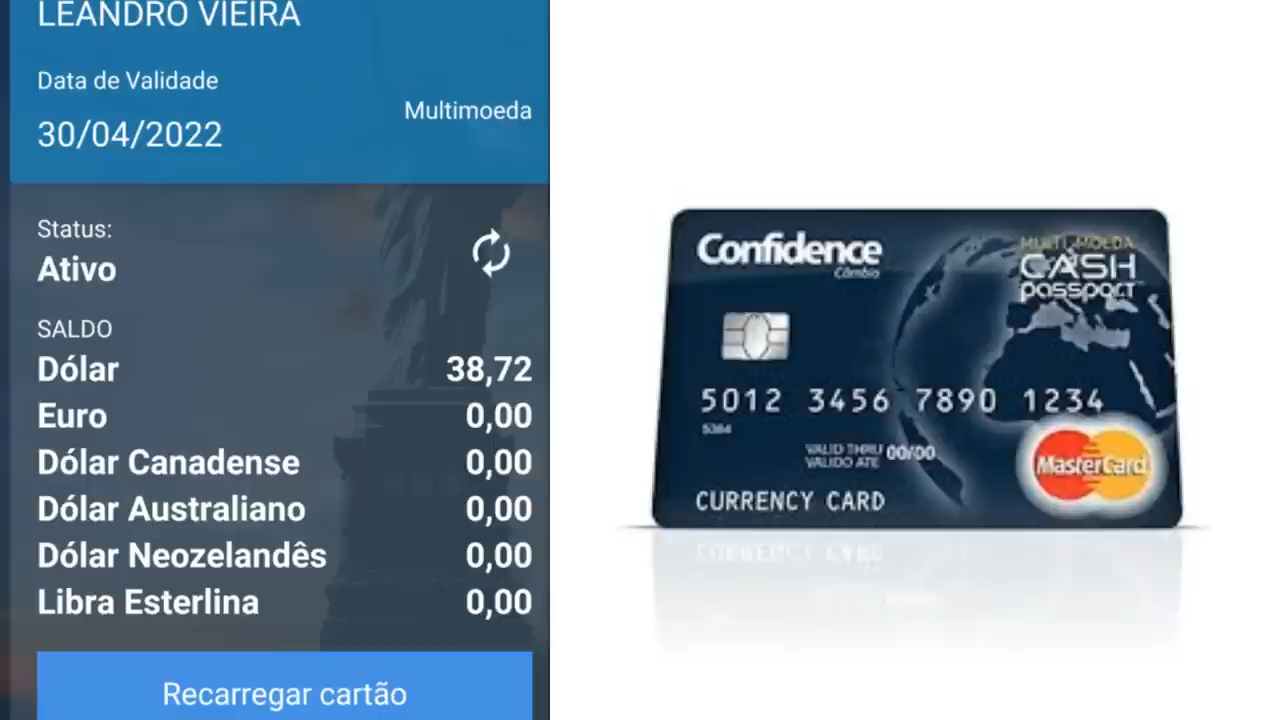 LEANDRO VIEIRA
Data de Validade
30/04/2022
Multimoeda
Status:
Ativo
SALDO
Dólar 38,72
Euro 0,00
Dólar Canadense 0,00
Dólar Australiano 0,00
Dólar Neozelandês 0,00
Libra Esterlina 0,00
Recarregar cartão
Confidence
Câmbio
MULTI-MOEDA
CASH
passport
5012 3456 7890 1234
VALID THRU 00/00
VALIDO ATE
MasterCard
CURRENCY CARD